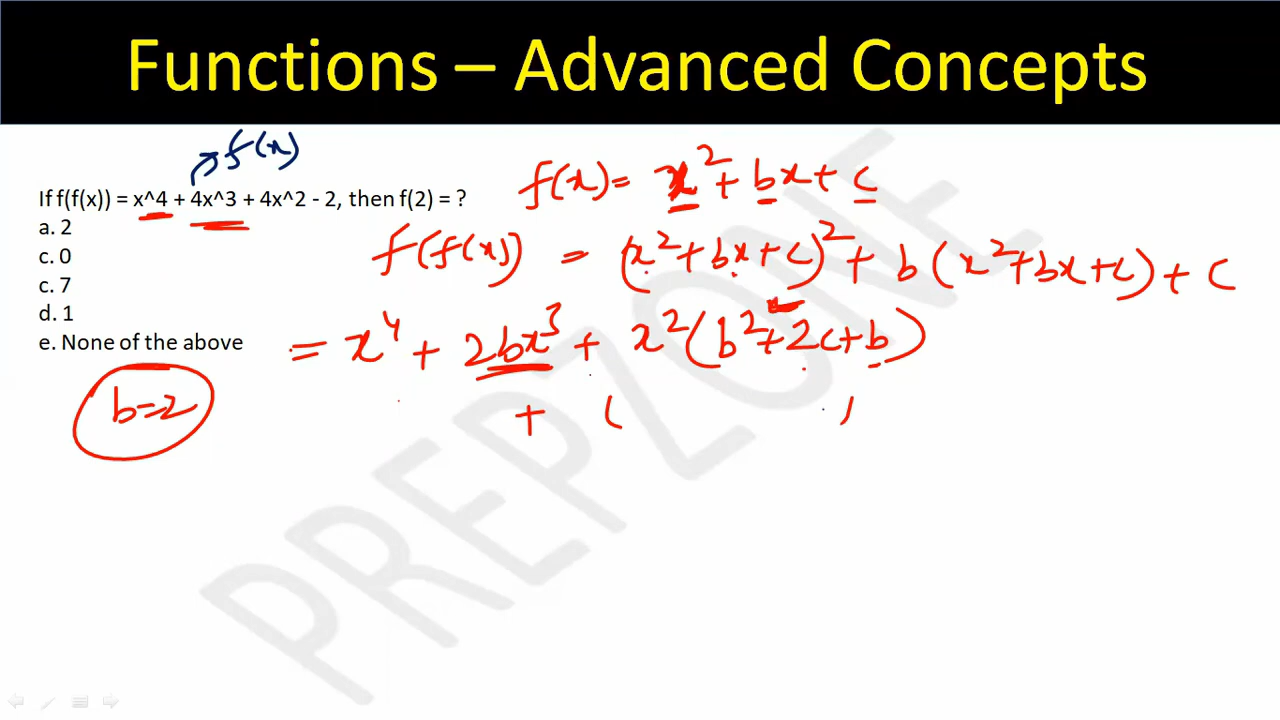 Functions – Advanced Concepts
f(x)
If f(f(x)) = x^4 + 4x^3 + 4x^2 - 2, then f(2) = ?
a. 2
c. 0
c. 7
d. 1
e. None of the above
f(x) = x² + bx + c
f(f(x)) = (x² + bx + c)² + b(x² + bx + c) + c
= x⁴ + 2bx³ + x²(b² + 2c + b)
+ ( )
b=2
PREPZONE